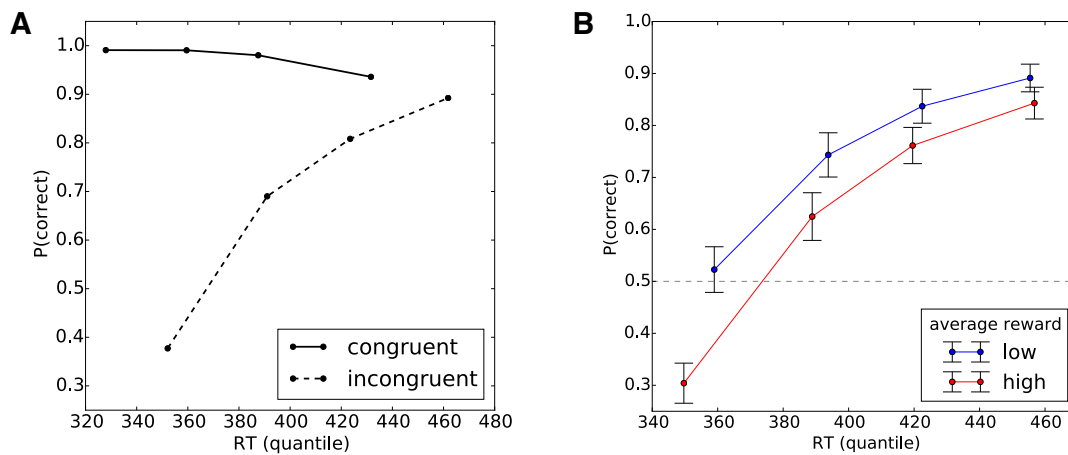 A
P(correct)
1.0
0.9
0.8
0.7
0.6
0.5
0.4
0.3
congruent
incongruent
320 340 360 380 400 420 440 460 480
RT (quantile)
B
P(correct)
1.0
0.9
0.8
0.7
0.6
0.5
0.4
0.3
average reward
low
high
340 360 380 400 420 440 460
RT (quantile)